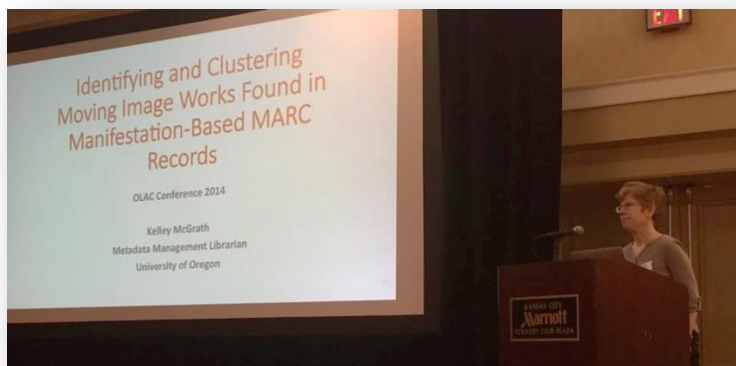 Identifying and Clustering
Moving Image Works Found in
Manifestation-Based MARC
Records
OLAC Conference 2014
Kelley McGrath
Metadata Management Librarian
University of Oregon
EXIT
KANSAS CITY
Marriott
COUNTRY CLUB PLAZA